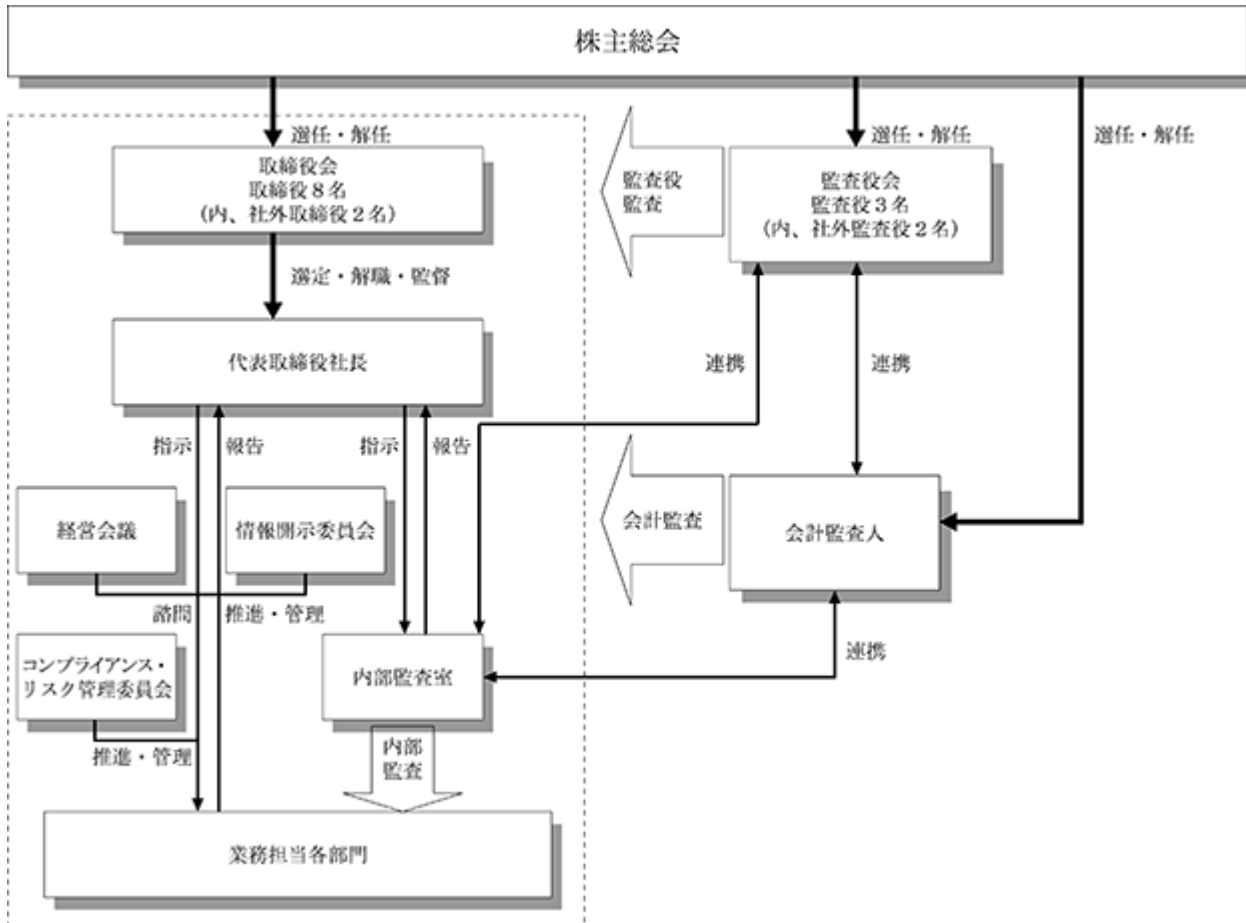 株主総会
選任・解任
選任・解任
選任・解任
取締役会
取締役8名
(内、社外取締役2名)
監査役
監査
監査役会
監査役3名
(内、社外監査役2名)
選定・解職・監督
代表取締役社長
連携
連携
指示
報告
指示
報告
経営会議
情報開示委員会
会計監査
会計監査人
諮問
推進・管理
コンプライアンス・
リスク管理委員会
内部監査室
連携
推進・管理
内部
監査
業務担当各部門